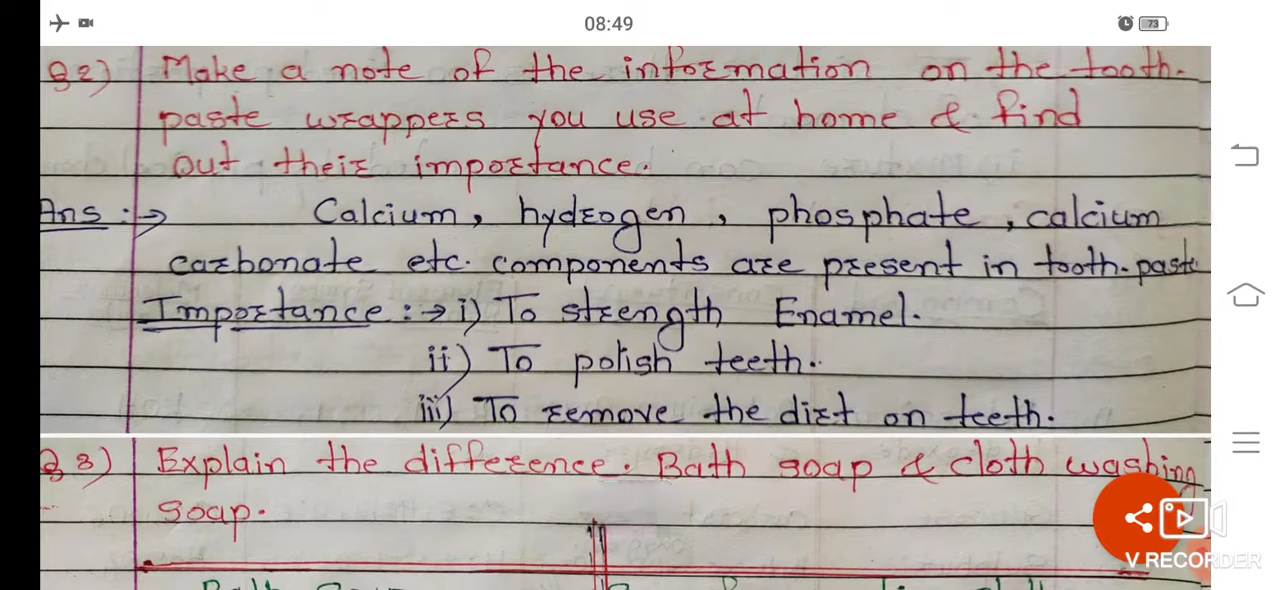 08:49
73
Q2) Make a note of the information on the tooth-
paste wrappers you use at home & find
out their importance.
Ans :→ Calcium, hydrogen, phosphate, calcium
carbonate etc. components are present in tooth-paste
Importance :→ i) To strength Enamel.
ii) To polish teeth.
iii) To remove the dirt on teeth.
Q 3) Explain the difference. Bath soap & cloth washing
soap.
V RECORDER